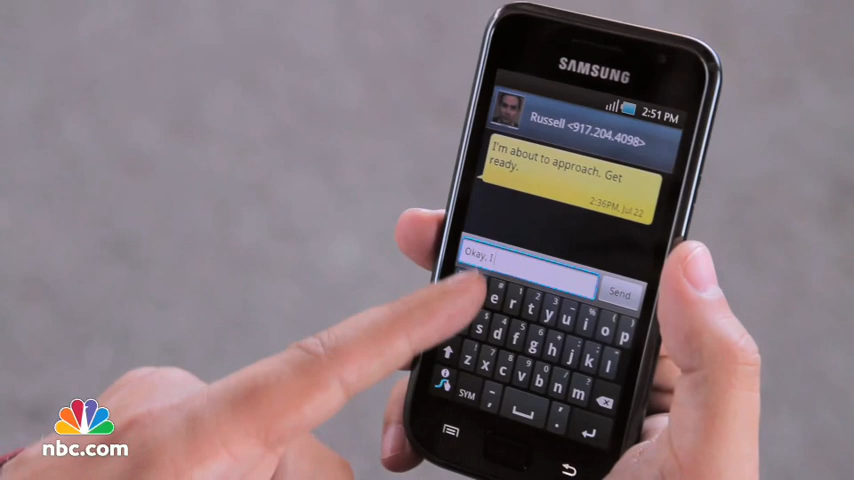 SAMSUNG
2:51 PM
Russell <917.204.4098>
I'm about to approach. Get
ready.
2:36PM, Jul 22
Okay, I
Send
e r t y u i o p
s d f g h j k l
z x c v b n m
SYM
nbc.com